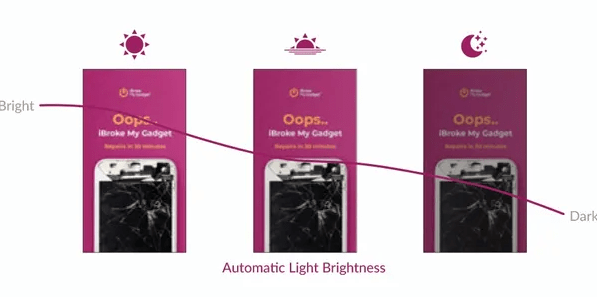 Bright
iBroke
My Gadget
Oops..
iBroke My Gadget
Repairs in 30 minutes
iBroke
My Gadget
Oops..
iBroke My Gadget
Repairs in 30 minutes
iBroke
My Gadget
Oops..
iBroke My Gadget
Repairs in 30 minutes
Dark
Automatic Light Brightness